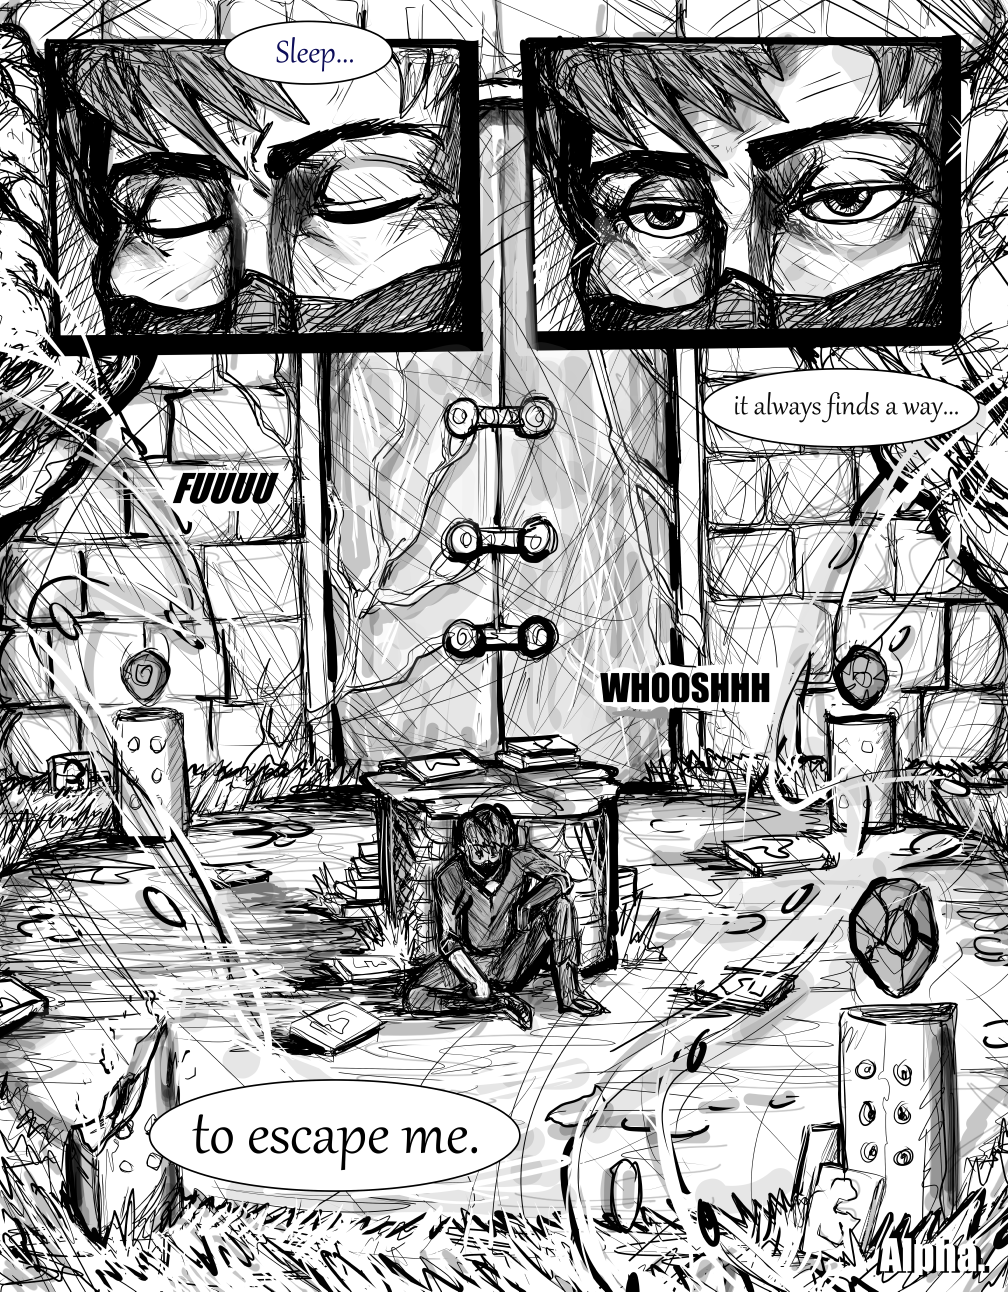 Sleep...
it always finds a way...
FUUUU
WHOOSHHH
to escape me.
Alpha.